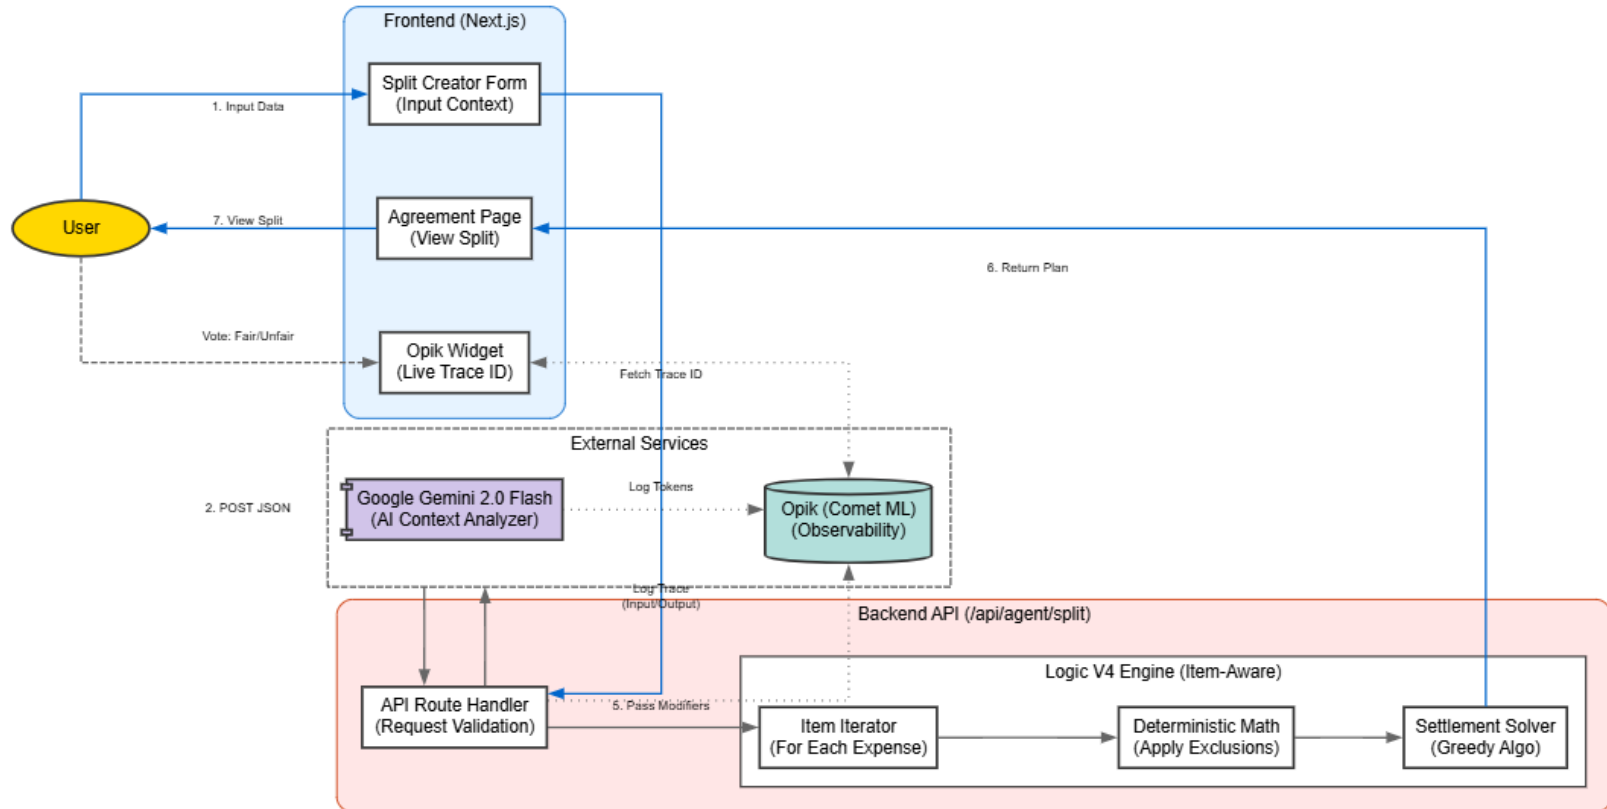 Frontend (Next.js)
Split Creator Form
(Input Context)
1. Input Data
Agreement Page
(View Split)
User
7. View Split
6. Return Plan
Vote: Fair/Unfair
Opik Widget
(Live Trace ID)
Fetch Trace ID
External Services
Google Gemini 2.0 Flash
(AI Context Analyzer)
Log Tokens
Opik (Comet ML)
(Observability)
2. POST JSON
Log Trace
(Input/Output)
Backend API (/api/agent/split)
Logic V4 Engine (Item-Aware)
API Route Handler
(Request Validation)
5. Pass Modifiers
Item Iterator
(For Each Expense)
Deterministic Math
(Apply Exclusions)
Settlement Solver
(Greedy Algo)